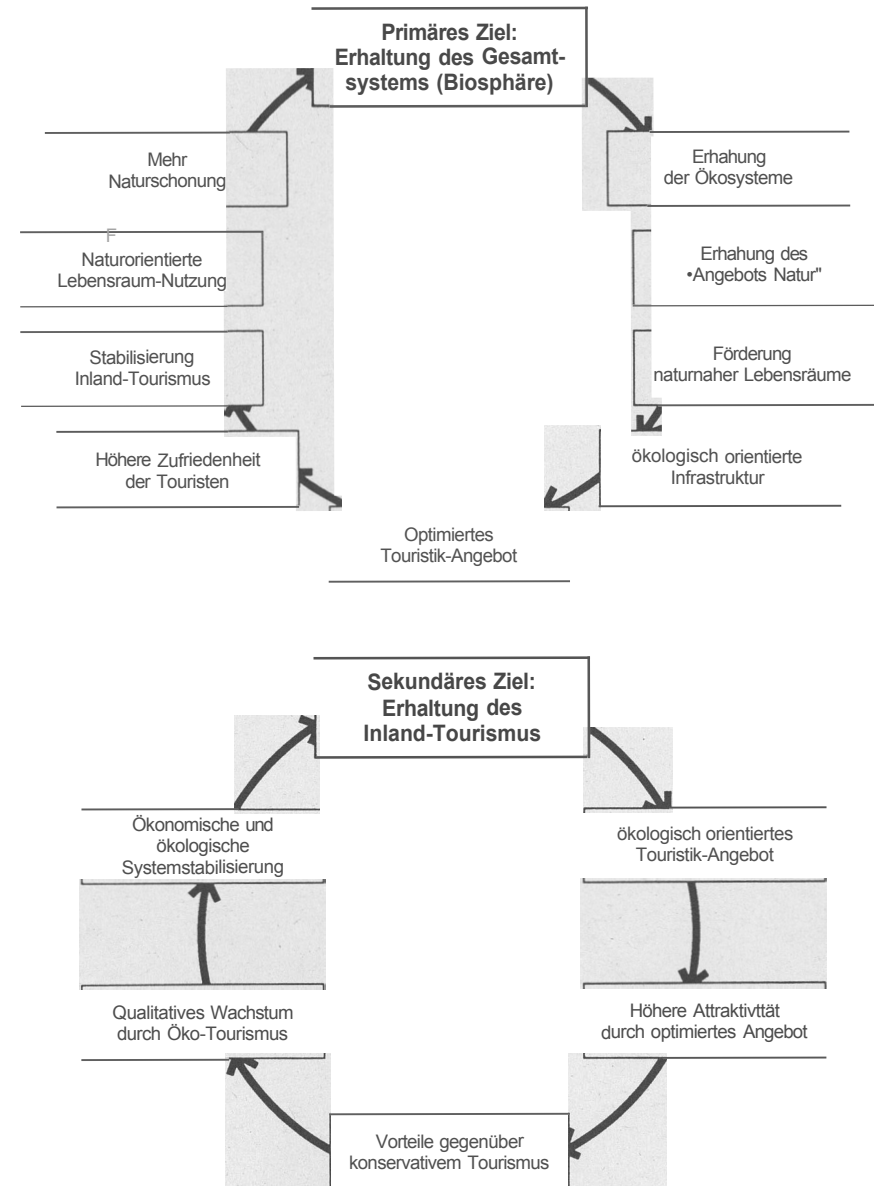 Primäres Ziel:
Erhaltung des Gesamt-
systems (Biosphäre)
Mehr
Naturschonung
Erhahung
der Ökosysteme
F
Naturorientierte
Lebensraum-Nutzung
Erhahung des
•Angebots Natur"
Stabilisierung
Inland-Tourismus
Förderung
naturnaher Lebensräume
Höhere Zufriedenheit
der Touristen
ökologisch orientierte
Infrastruktur
Optimiertes
Touristik-Angebot
Sekundäres Ziel:
Erhaltung des
Inland-Tourismus
Ökonomische und
ökologische
Systemstabilisierung
ökologisch orientiertes
Touristik-Angebot
Qualitatives Wachstum
durch Öko-Tourismus
Höhere Attraktivttät
durch optimiertes Angebot
Vorteile gegenüber
konservativem Tourismus